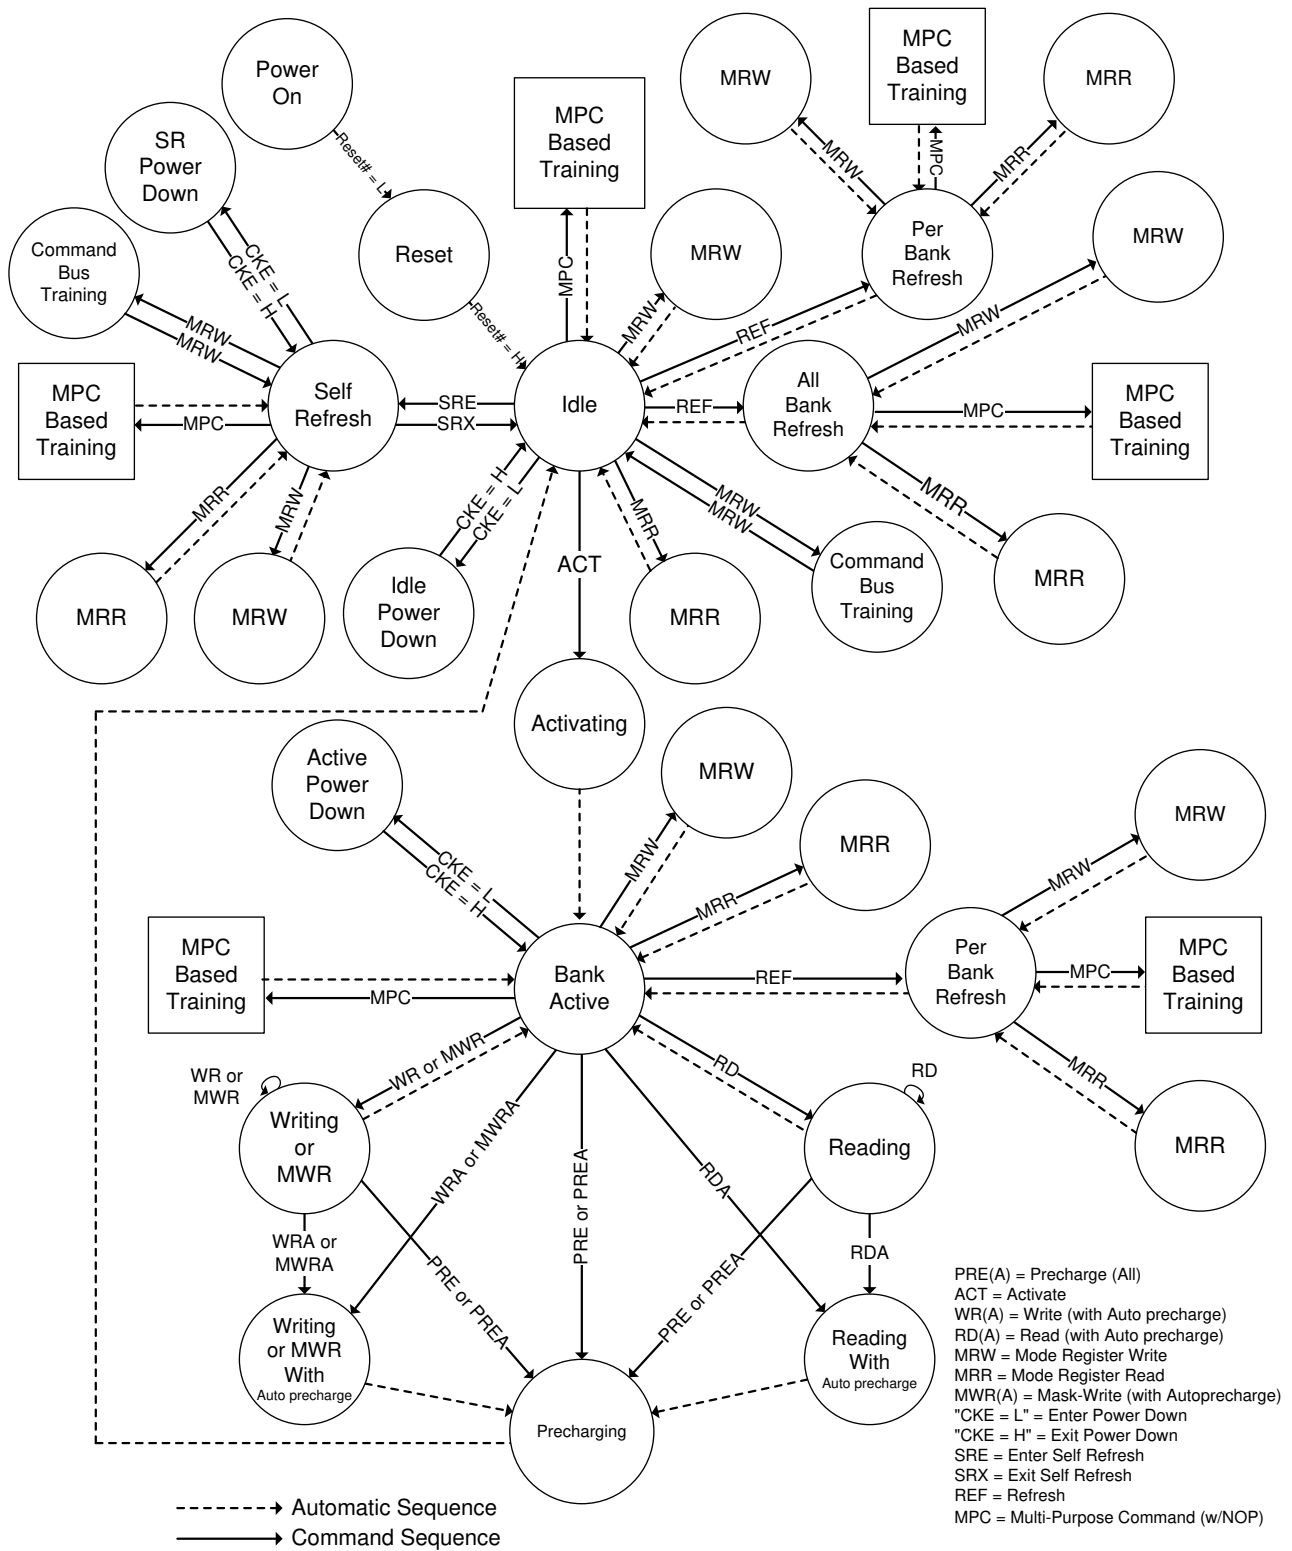 Power
On
MPC
Based
Training
MRW
MPC
Based
Training
MRR
SR
Power
Down
Reset# = L
MRW
MPC
MRR
Command
Bus
Training
CKE = L
CKE = H
Reset
MPC
MRW
Per
Bank
Refresh
MRW
MRW
MRW
Reset# = H
MRW
REF
MRW
MPC
Based
Training
MPC
Self
Refresh
SRE
SRX
Idle
REF
All
Bank
Refresh
MPC
MPC
Based
Training
MRR
MRW
CKE = H
CKE = L
ACT
MRR
MRW
MRW
MRR
MRR
MRW
Idle
Power
Down
MRR
Command
Bus
Training
MRR
Activating
Active
Power
Down
MRW
MRR
MRW
CKE = L
CKE = H
MRW
MRR
MRW
MPC
Based
Training
MPC
Bank
Active
REF
Per
Bank
Refresh
MPC
MPC
Based
Training
WR or
MWR
WR or MWR
RD
RD
MRR
Writing
or
MWR
WRA or MWRA
PRE or PREA
RDA
Reading
MRR
WRA or
MWRA
PRE or PREA
PRE or PREA
RDA
Writing
or MWR
With
Auto precharge
Precharging
Reading
With
Auto precharge
PRE(A) = Precharge (All)
ACT = Activate
WR(A) = Write (with Auto precharge)
RD(A) = Read (with Auto precharge)
MRW = Mode Register Write
MRR = Mode Register Read
MWR(A) = Mask-Write (with Autoprecharge)
"CKE = L" = Enter Power Down
"CKE = H" = Exit Power Down
SRE = Enter Self Refresh
SRX = Exit Self Refresh
REF = Refresh
MPC = Multi-Purpose Command (w/NOP)
Automatic Sequence
Command Sequence